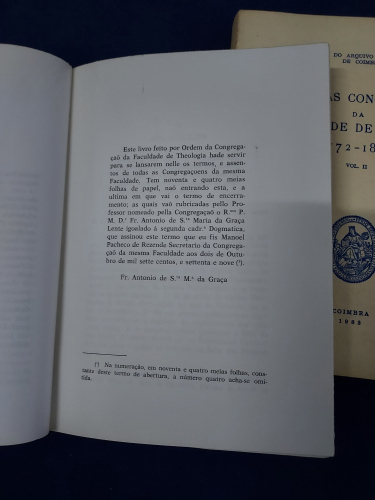 Este livro feito por Ordem da Congrega-
çaõ da Faculdade de Theologia hade servir
para se lansarem nelle os termos, e assen-
tos de todas as Congregaçoens da mesma
Faculdade. Tem noventa e quatro meias
folhas de papel, naõ entrando esta, e a
ultima em que vai o termo de encerra-
mento; as quais vaõ rubricadas pello Pro-
fessor nomeado pella Congregaçaõ o R.mo P.
M. D.r Fr. Antonio de S.ta Maria da Graça
Lente igoalado á segunda cadr.a Dogmatica,
que asinou este termo que eu fis Manoel
Pacheco de Rezende Secretario da Congrega-
çaõ da mesma Faculdade aos dois de Outu-
bro de mil sette centos, e settenta e nove (¹).
Fr. Antonio de S.ta M.a da Graça
(¹) Na numeração, em noventa e quatro meias folhas, cons-
tante deste termo de abertura, a número quatro acha-se omi-
tida.
DO ARQUIVO
DE COIMB
AS CON
DA
DE DE
72-18
VOL. II
COIMBRA